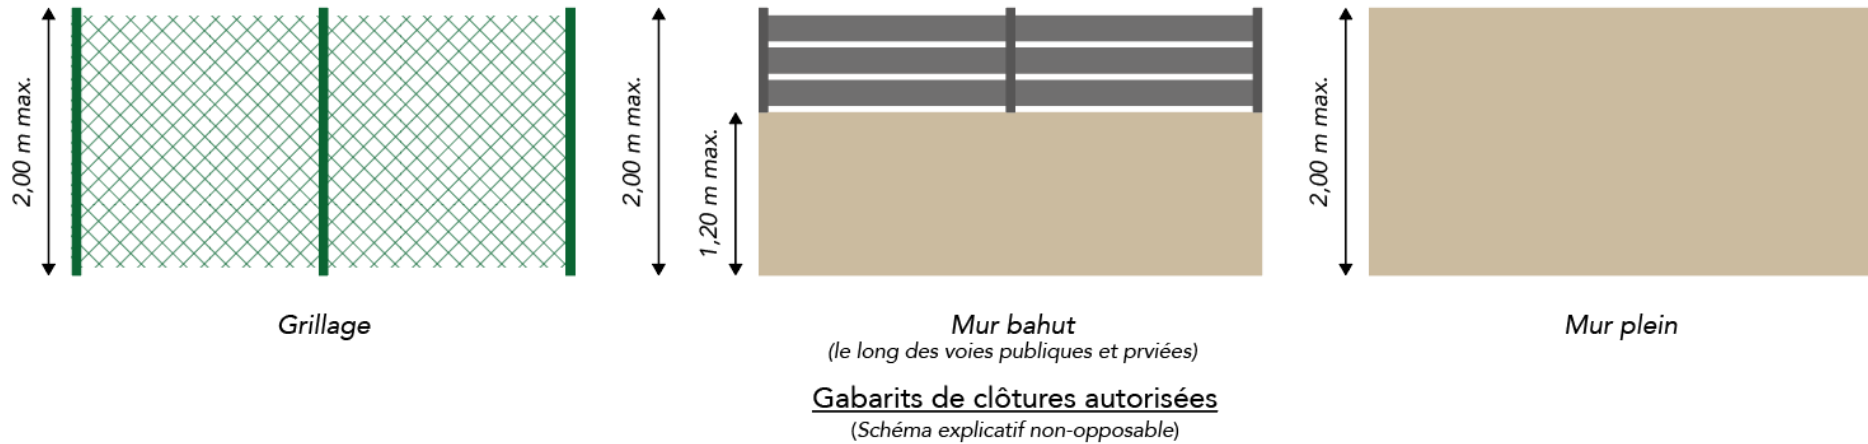 2,00 m max.
Grillage
2,00 m max.
1,20 m max.
Mur bahut
(le long des voies publiques et prviées)
2,00 m max.
Mur plein
Gabarits de clôtures autorisées
(Schéma explicatif non-opposable)